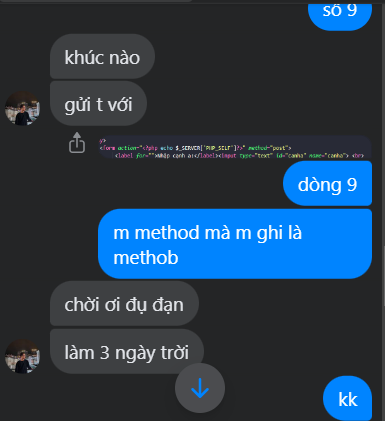 số 9
khúc nào
gửi t với
?>
<form action="<?php echo $_SERVER['PHP_SELF']?>" method="post">
<label for="">Nhập cạnh a:</label><input type="text" id="canha" name="canha"> <br>
dòng 9
m method mà m ghi là
methob
chời ơi đụ đạn
làm 3 ngày trời
kk